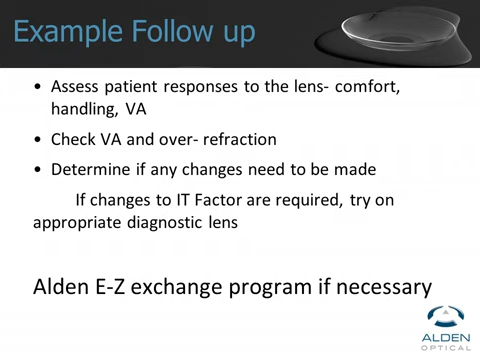 Example Follow up
• Assess patient responses to the lens- comfort,
handling, VA
• Check VA and over- refraction
• Determine if any changes need to be made
If changes to IT Factor are required, try on
appropriate diagnostic lens
Alden E-Z exchange program if necessary
ALDEN
OPTICAL